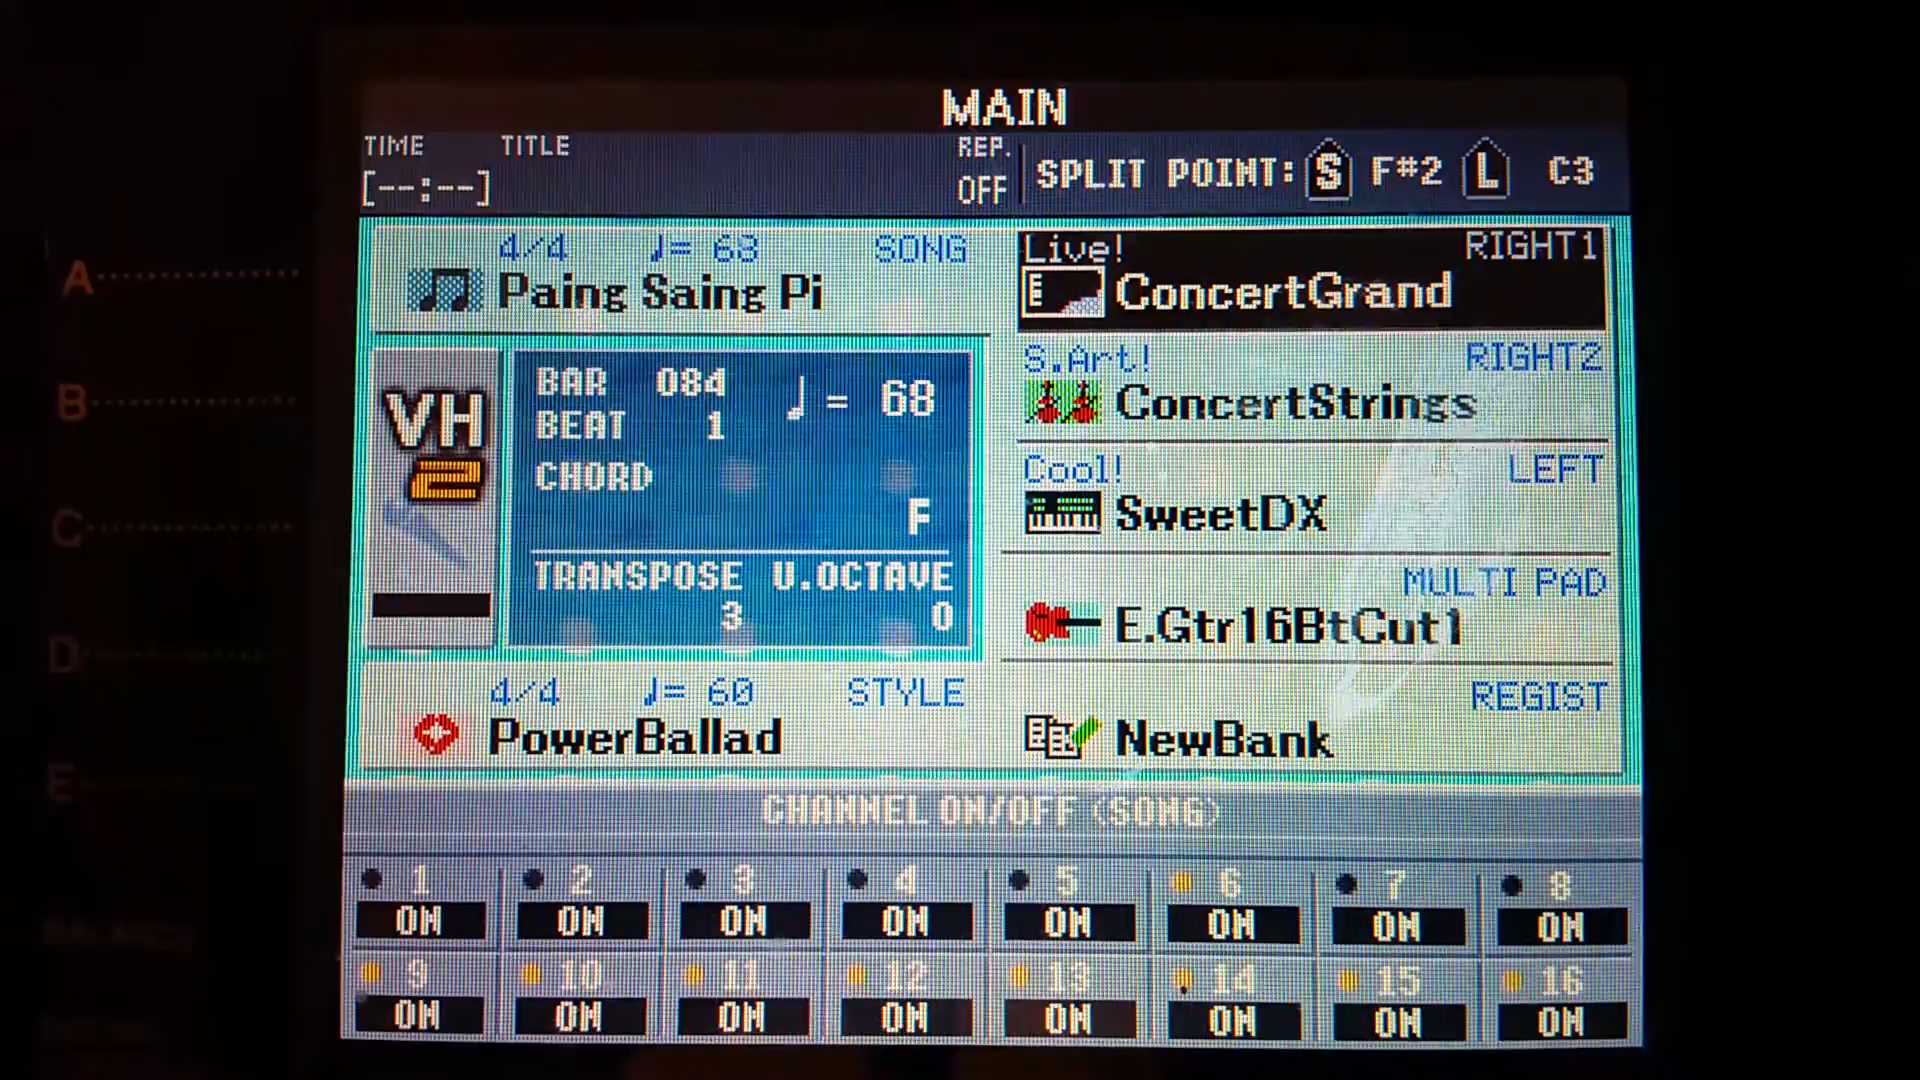 MAIN
TIME TITLE REP.
[--:--] OFF
SPLIT POINT: S F#2 L C3
4/4 ♩= 68 SONG
Paing Saing Pi
Live! RIGHT1
ConcertGrand
S.Art! RIGHT2
ConcertStrings
VH
2
BAR 084 ♩ = 68
BEAT 1
CHORD
F
TRANSPOSE U.OCTAVE
3 0
Cool! LEFT
SweetDX
MULTI PAD
E.Gtr16BtCut1
4/4 ♩= 60 STYLE
PowerBallad
REGIST
NewBank
CHANNEL ON/OFF (SONG)
1 2 3 4 5 6 7 8
ON ON ON ON ON ON ON ON
9 10 11 12 13 14 15 16
ON ON ON ON ON ON ON ON
A
B
C
D
E
BALANCE